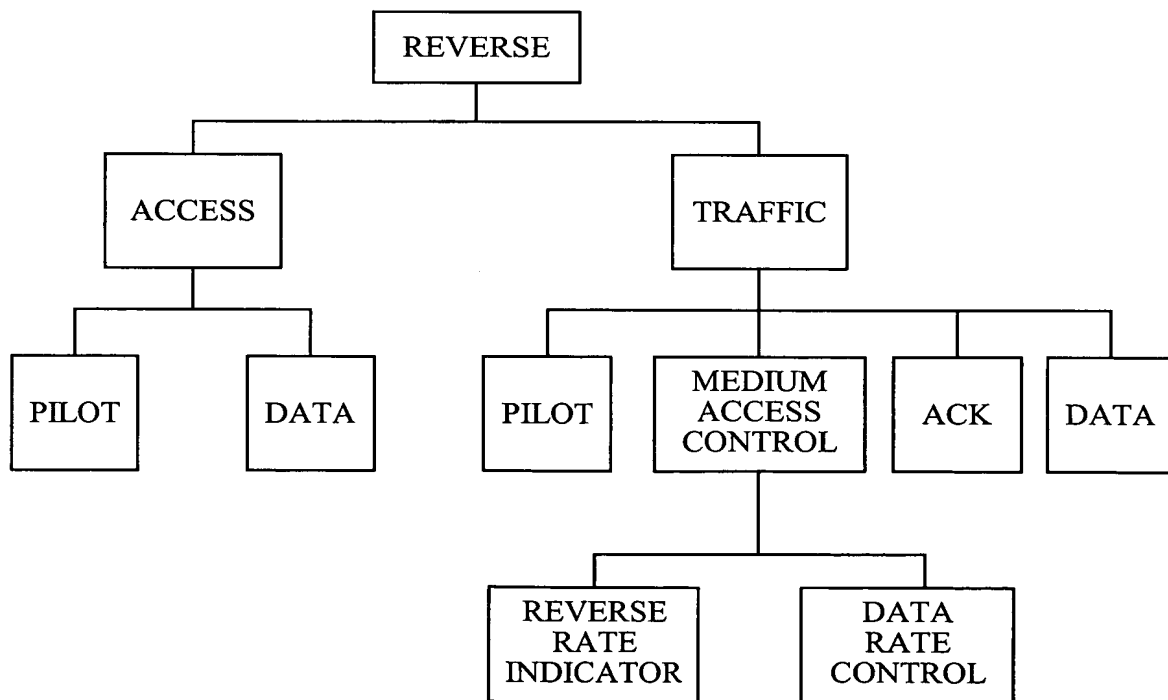 REVERSE
ACCESS
TRAFFIC
PILOT
DATA
PILOT
MEDIUM
ACCESS
CONTROL
ACK
DATA
REVERSE
RATE
INDICATOR
DATA
RATE
CONTROL